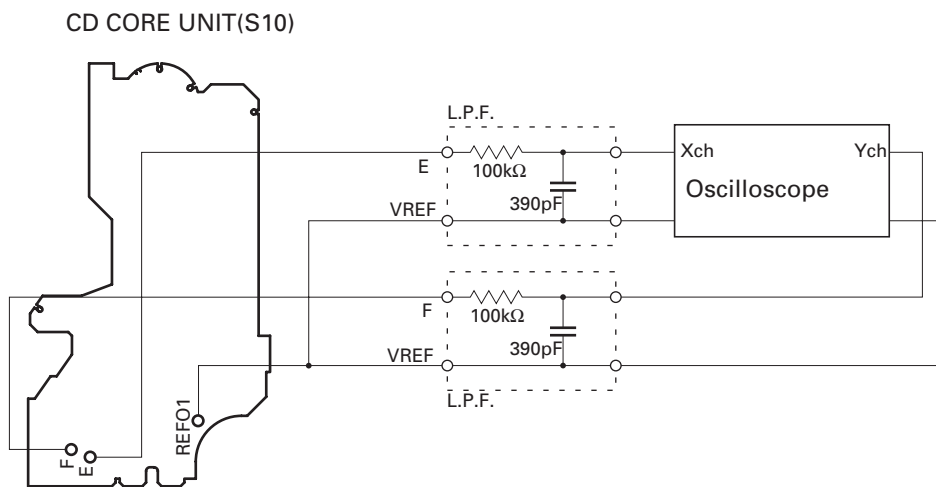 CD CORE UNIT(S10)
L.P.F.
E
100kΩ
390pF
VREF
Xch
Ych
Oscilloscope
F
100kΩ
390pF
VREF
L.P.F.
REFO1
F
E